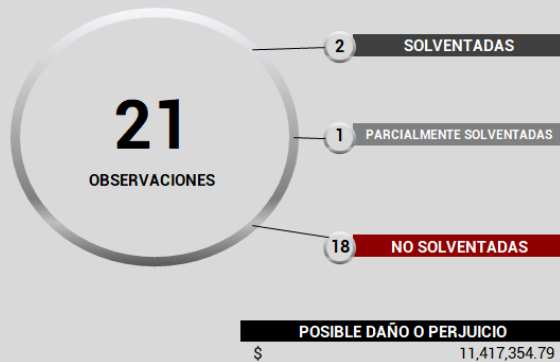 21
OBSERVACIONES
2 SOLVENTADAS
1 PARCIALMENTE SOLVENTADAS
18 NO SOLVENTADAS
POSIBLE DAÑO O PERJUICIO
$ 11,417,354.79